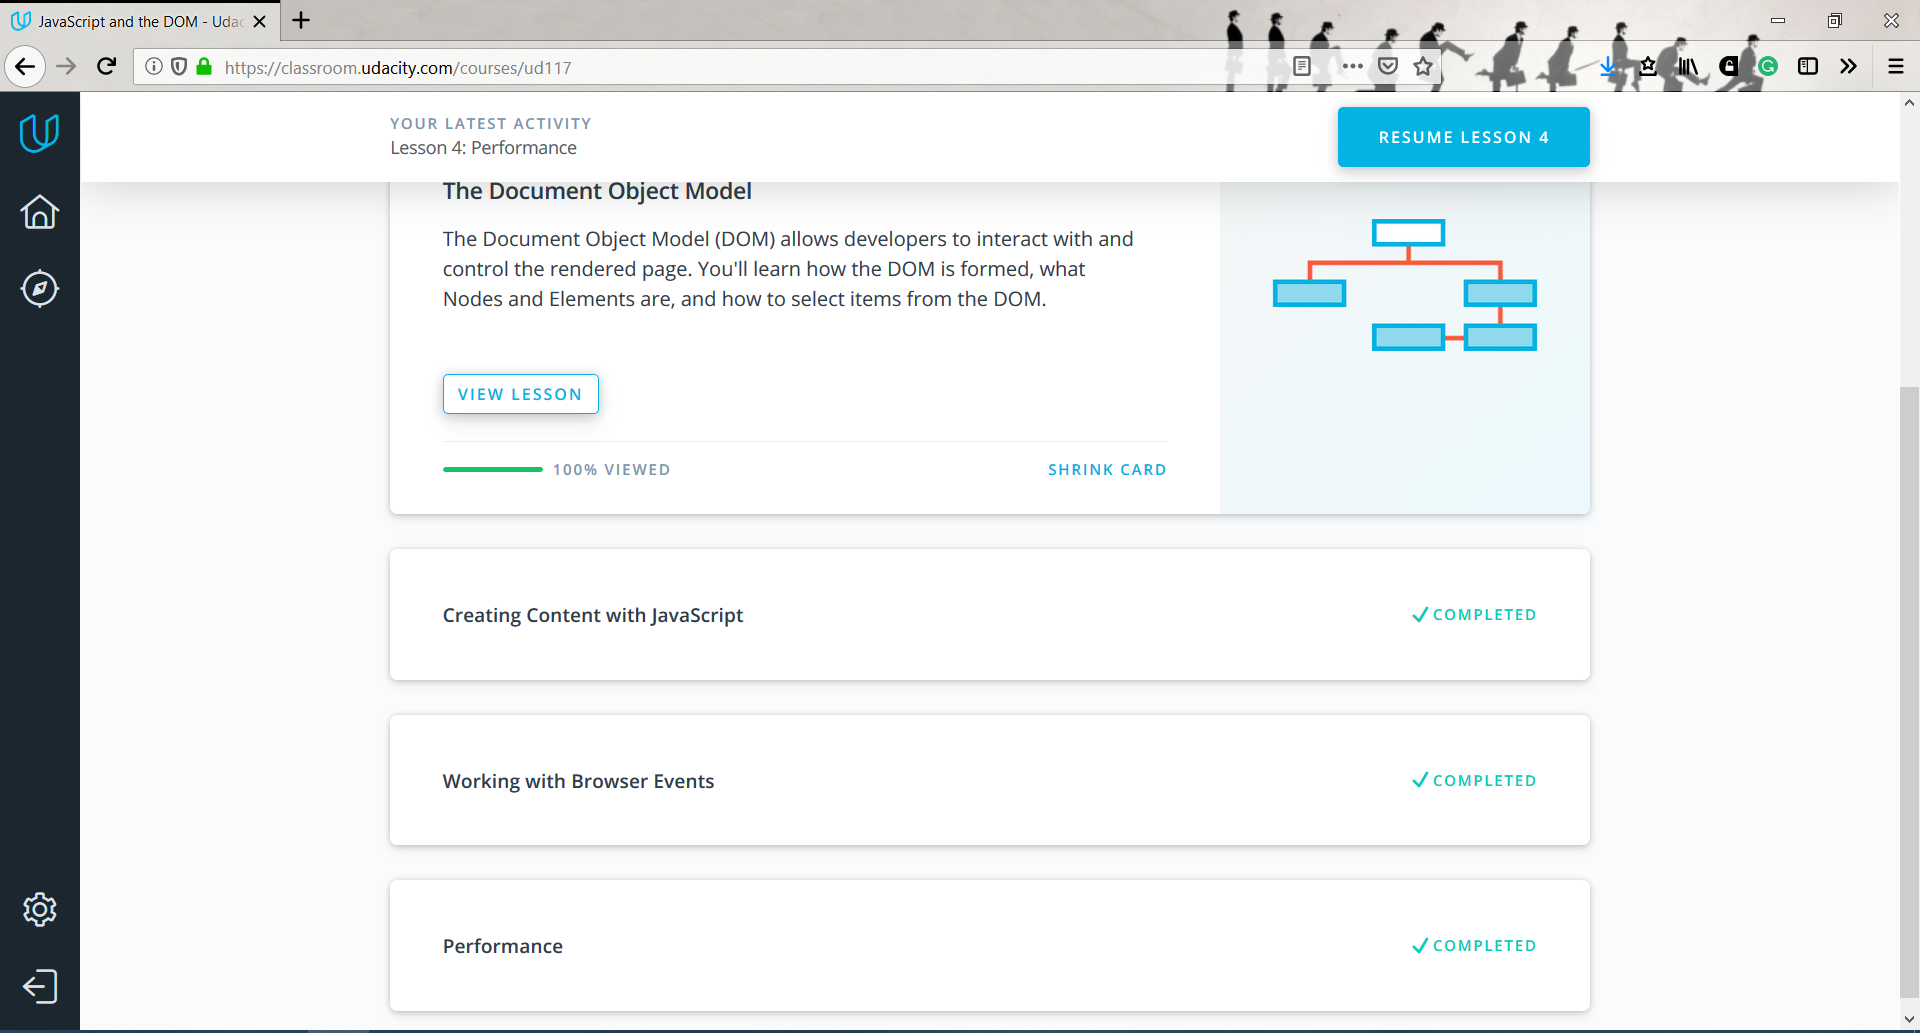 JavaScript and the DOM - Udac
https://classroom.udacity.com/courses/ud117
YOUR LATEST ACTIVITY
Lesson 4: Performance
RESUME LESSON 4
The Document Object Model
The Document Object Model (DOM) allows developers to interact with and
control the rendered page. You'll learn how the DOM is formed, what
Nodes and Elements are, and how to select items from the DOM.
VIEW LESSON
100% VIEWED
SHRINK CARD
Creating Content with JavaScript
COMPLETED
Working with Browser Events
COMPLETED
Performance
COMPLETED